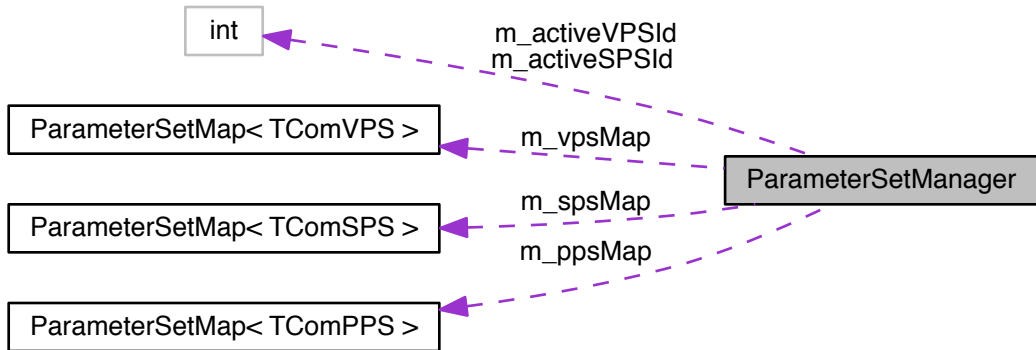 int
m_activeVPSId
m_activeSPSId
ParameterSetMap< TComVPS >
m_vpsMap
ParameterSetManager
ParameterSetMap< TComSPS >
m_spsMap
m_ppsMap
ParameterSetMap< TComPPS >